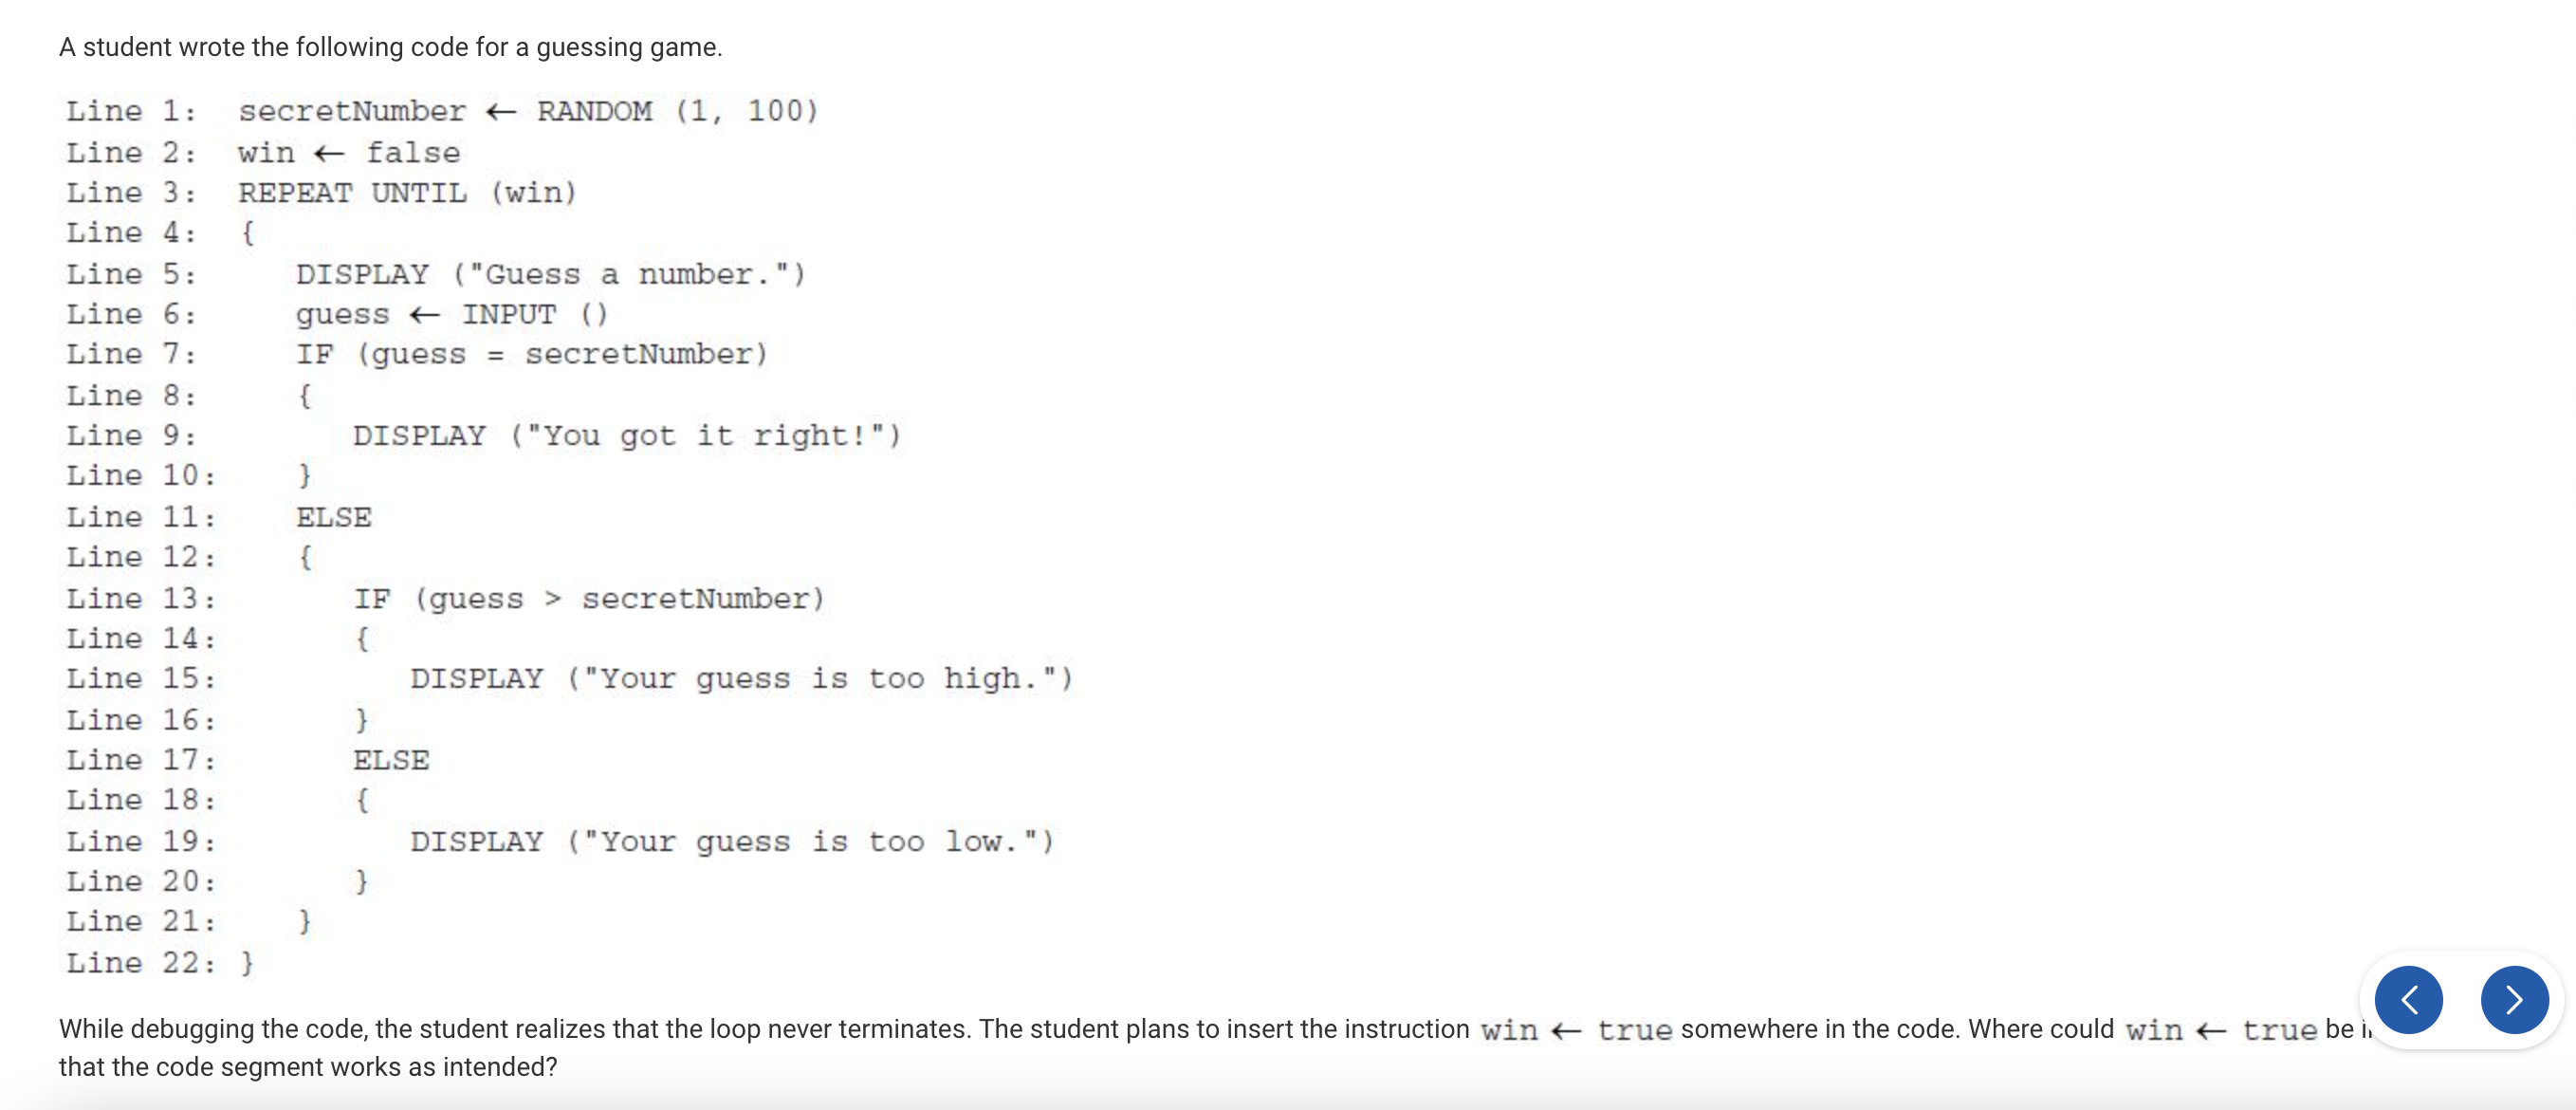 A student wrote the following code for a guessing game.
Line 1: secretNumber ← RANDOM (1, 100)
Line 2: win ← false
Line 3: REPEAT UNTIL (win)
Line 4: {
Line 5: DISPLAY ("Guess a number.")
Line 6: guess ← INPUT ()
Line 7: IF (guess = secretNumber)
Line 8: {
Line 9: DISPLAY ("You got it right!")
Line 10: }
Line 11: ELSE
Line 12: {
Line 13: IF (guess > secretNumber)
Line 14: {
Line 15: DISPLAY ("Your guess is too high.")
Line 16: }
Line 17: ELSE
Line 18: {
Line 19: DISPLAY ("Your guess is too low.")
Line 20: }
Line 21: }
Line 22: }
While debugging the code, the student realizes that the loop never terminates. The student plans to insert the instruction win ← true somewhere in the code. Where could win ← true be
that the code segment works as intended?